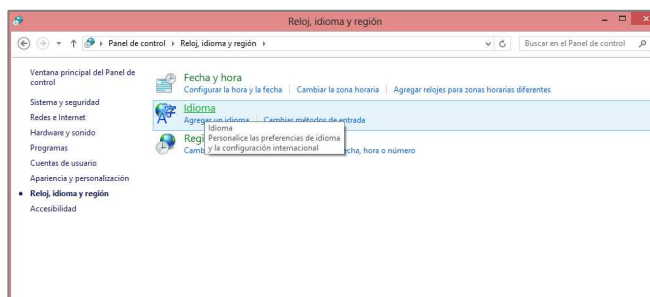 Reloj, idioma y región
Panel de control Reloj, idioma y región
Buscar en el Panel de control
Ventana principal del Panel de
control
Sistema y seguridad
Redes e Internet
Hardware y sonido
Programas
Cuentas de usuario
Apariencia y personalización
Reloj, idioma y región
Accesibilidad
Fecha y hora
Configurar la hora y la fecha Cambiar la zona horaria Agregar relojes para zonas horarias diferentes
Idioma
Agregar un idioma Cambiar métodos de entrada
Idioma
Personalice las preferencias de idioma
y la configuración internacional
Regi
Camb echa, hora o número